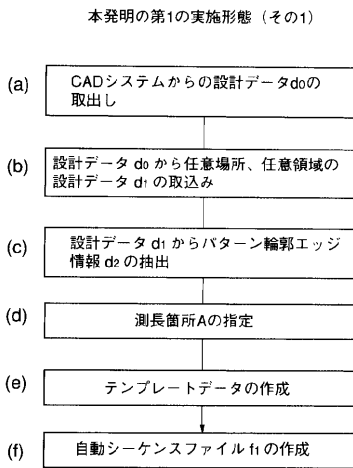 本発明の第1の実施形態（その1）
(a)
CADシステムからの設計データd0の
取出し
(b)
設計データ d0 から任意場所、任意領域の
設計データ d1 の取込み
(c)
設計データ d1 からパターン輪郭エッジ
情報 d2 の抽出
(d)
測長箇所Aの指定
(e)
テンプレートデータの作成
(f)
自動シーケンスファイル f1 の作成